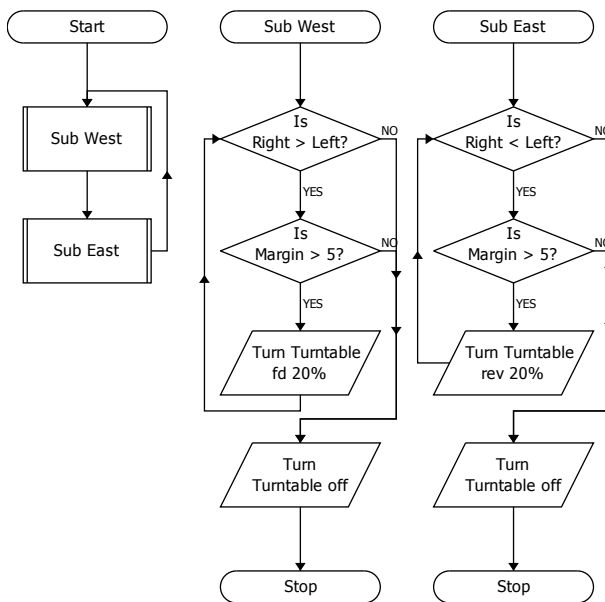 Start
Sub West
Sub East
Sub West
Is
Right > Left?
NO
YES
Is
Margin > 5?
NO
YES
Turn Turntable
fd 20%
Turn
Turntable off
Stop
Sub East
Is
Right < Left?
NO
YES
Is
Margin > 5?
NO
YES
Turn Turntable
rev 20%
Turn
Turntable off
Stop